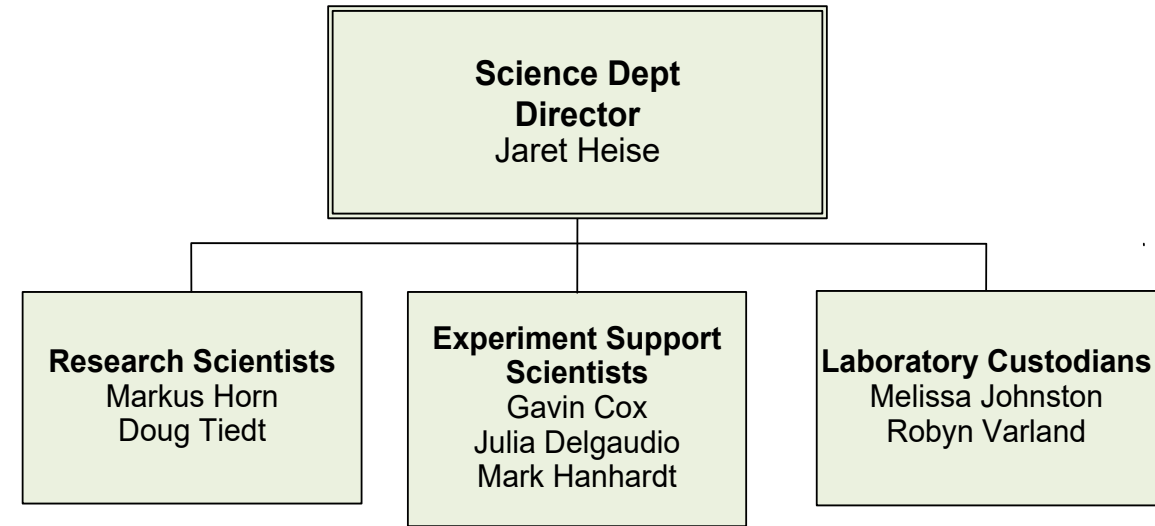 Science Dept
Director
Jaret Heise
Research Scientists
Markus Horn
Doug Tiedt
Experiment Support
Scientists
Gavin Cox
Julia Delgaudio
Mark Hanhardt
Laboratory Custodians
Melissa Johnston
Robyn Varland